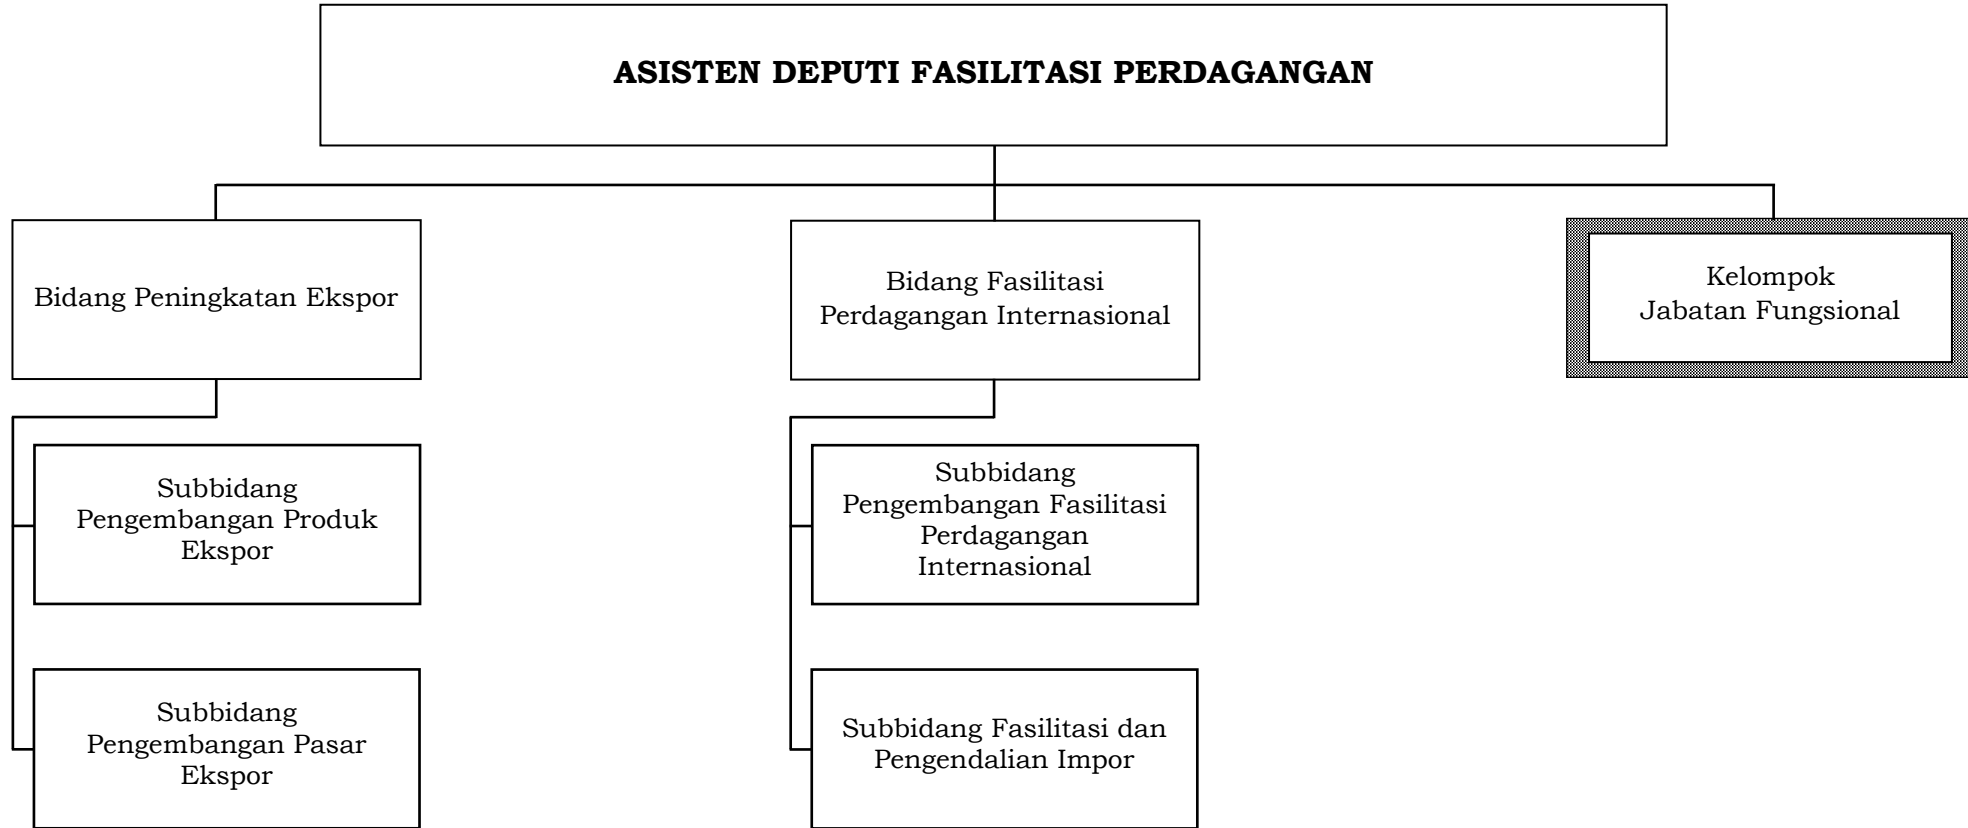 ASISTEN DEPUTI FASILITASI PERDAGANGAN
Bidang Peningkatan Ekspor
Bidang Fasilitasi
Perdagangan Internasional
Kelompok
Jabatan Fungsional
Subbidang
Pengembangan Produk
Ekspor
Subbidang
Pengembangan Fasilitasi
Perdagangan
Internasional
Subbidang
Pengembangan Pasar
Ekspor
Subbidang Fasilitasi dan
Pengendalian Impor